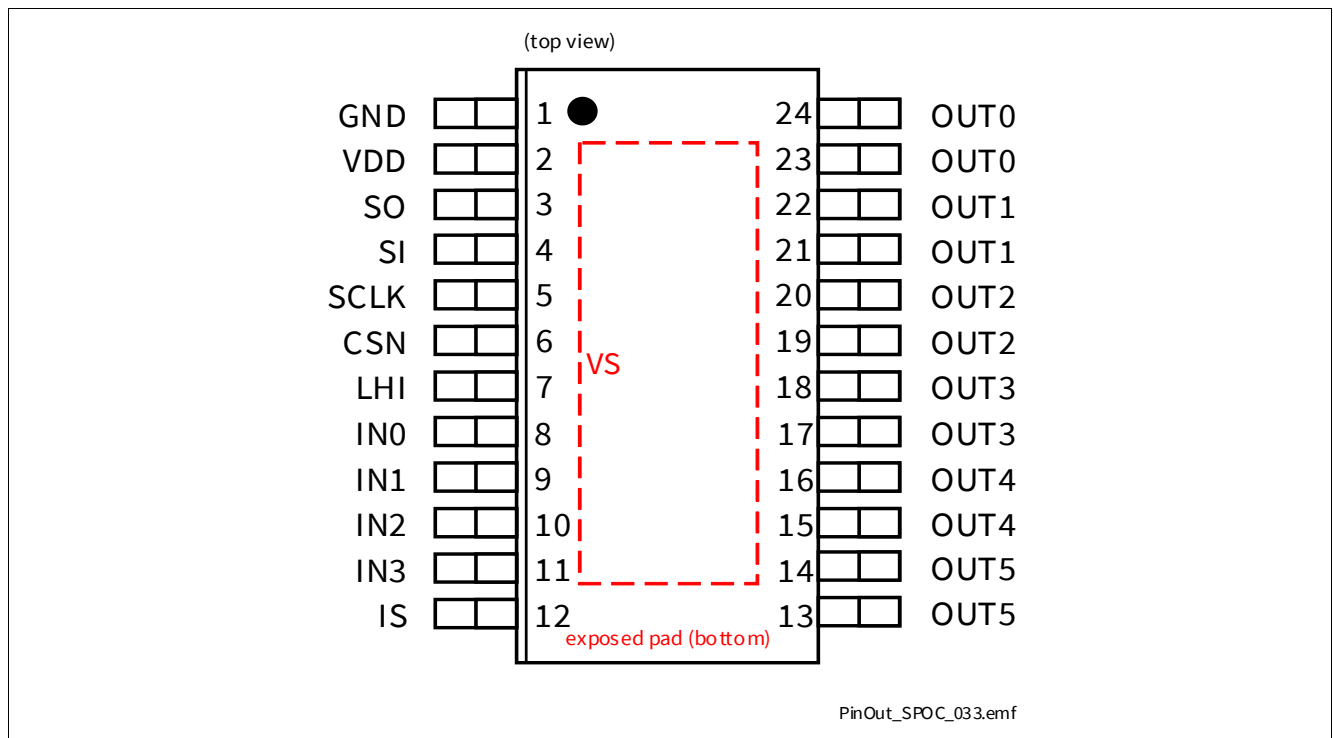 (top view)
GND 1 24 OUT0
VDD 2 23 OUT0
SO 3 22 OUT1
SI 4 21 OUT1
SCLK 5 20 OUT2
CSN 6 19 OUT2
VS
LHI 7 18 OUT3
IN0 8 17 OUT3
IN1 9 16 OUT4
IN2 10 15 OUT4
IN3 11 14 OUT5
IS 12 13 OUT5
exposed pad (bottom)
PinOut_SPOC_033.emf